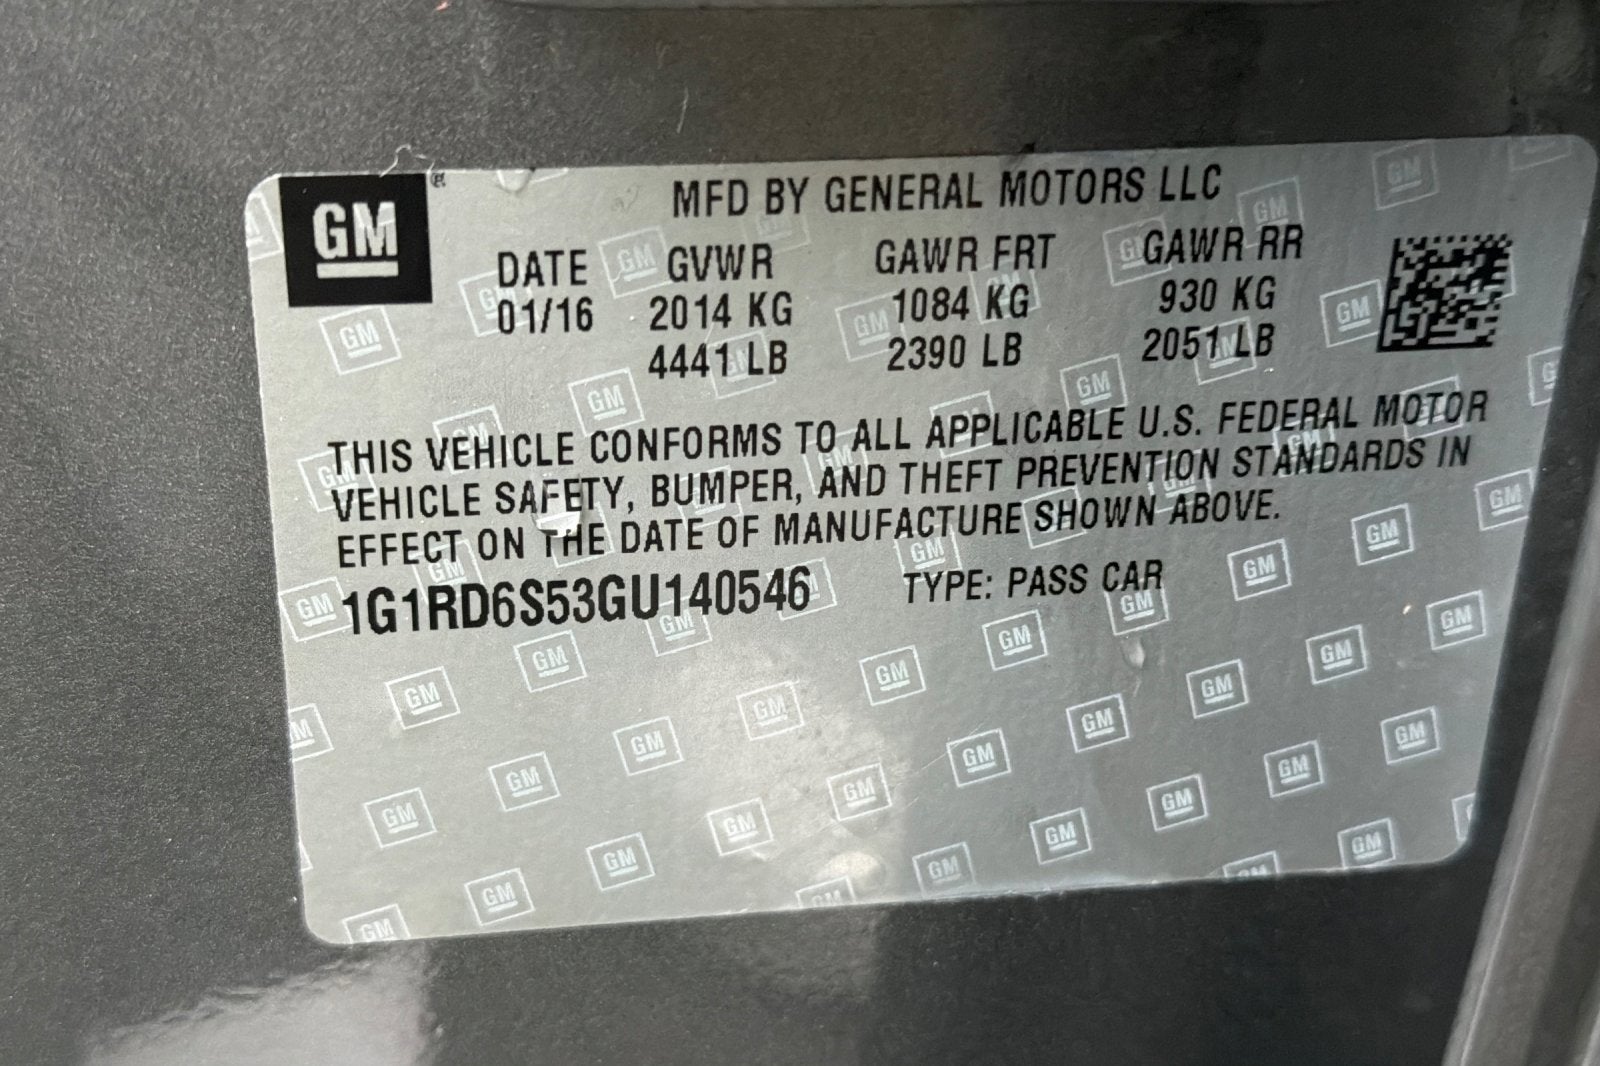 GM
MFD BY GENERAL MOTORS LLC
DATE GVWR GAWR FRT GAWR RR
01/16 2014 KG 1084 KG 930 KG
4441 LB 2390 LB 2051 LB
THIS VEHICLE CONFORMS TO ALL APPLICABLE U.S. FEDERAL MOTOR
VEHICLE SAFETY, BUMPER, AND THEFT PREVENTION STANDARDS IN
EFFECT ON THE DATE OF MANUFACTURE SHOWN ABOVE.
1G1RD6S53GU140546 TYPE: PASS CAR